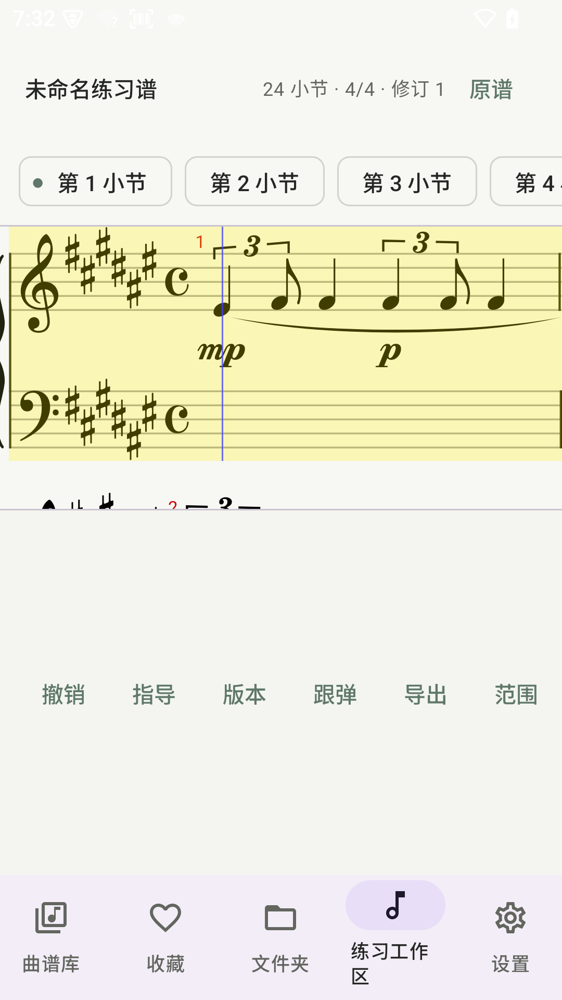 7:32
未命名练习谱
24 小节 · 4/4 · 修订 1
原谱
第 1 小节
第 2 小节
第 3 小节
第 4
1
3
3
mp
p
2
3
撤销
指导
版本
跟弹
导出
范围
曲谱库
收藏
文件夹
练习工作
区
设置